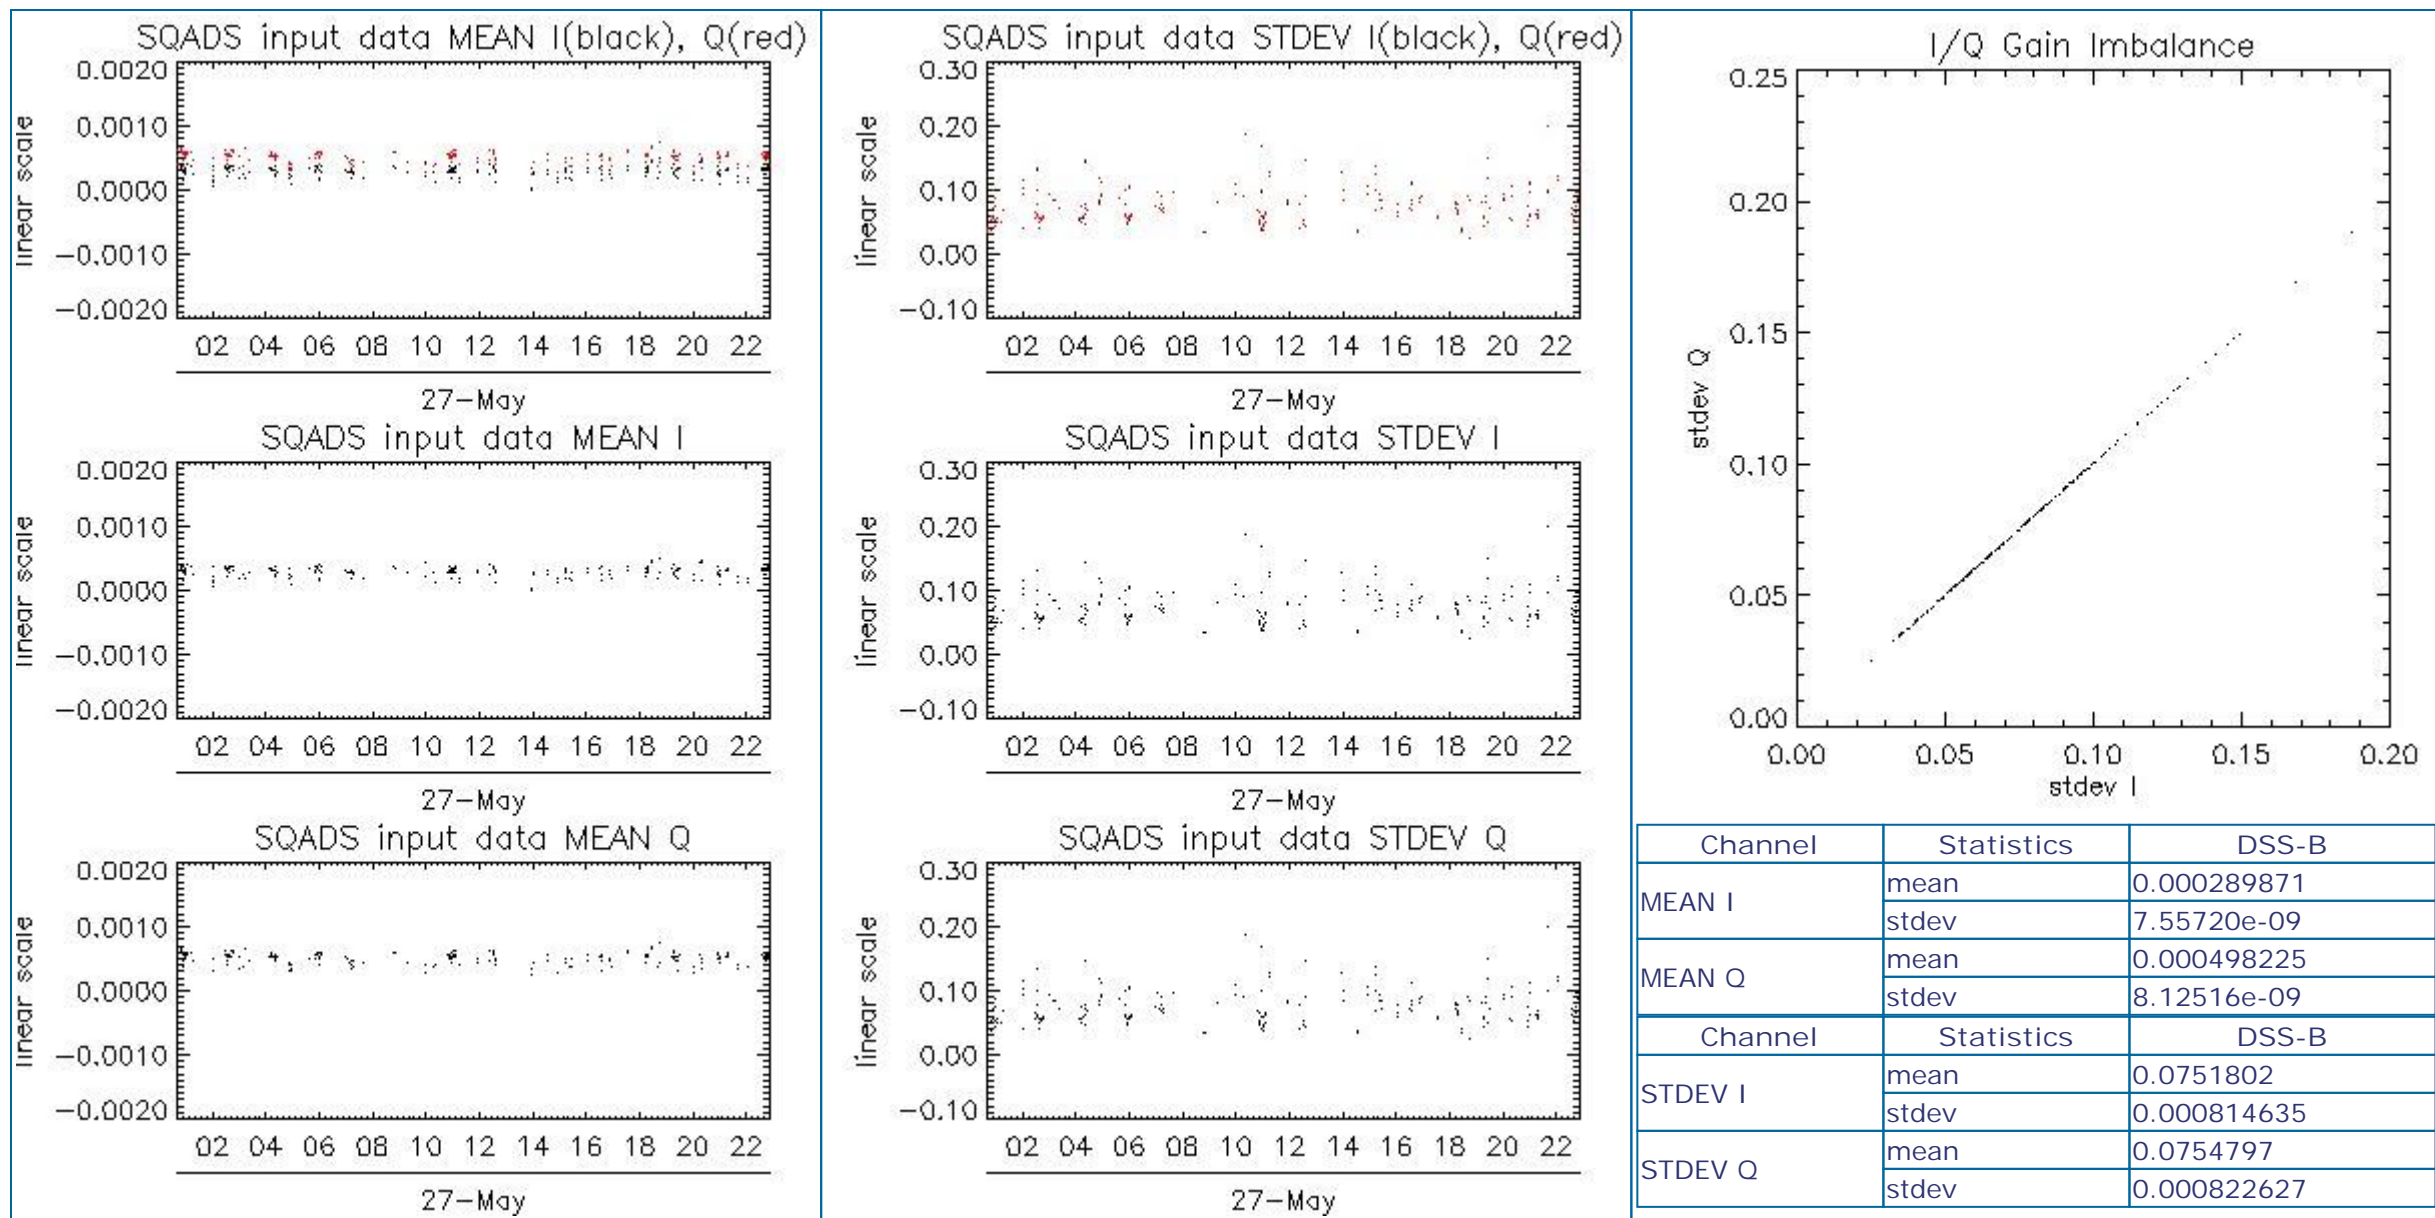 SQADS input data MEAN I(black), Q(red)
linear scale
0.0020
0.0010
0.0000
-0.0010
-0.0020
02 04 06 08 10 12 14 16 18 20 22
27-May
SQADS input data MEAN I
linear scale
0.0020
0.0010
0.0000
-0.0010
-0.0020
02 04 06 08 10 12 14 16 18 20 22
27-May
SQADS input data MEAN Q
linear scale
0.0020
0.0010
0.0000
-0.0010
-0.0020
02 04 06 08 10 12 14 16 18 20 22
27-May
SQADS input data STDEV I(black), Q(red)
linear scale
0.30
0.20
0.10
0.00
-0.10
02 04 06 08 10 12 14 16 18 20 22
27-May
SQADS input data STDEV I
linear scale
0.30
0.20
0.10
0.00
-0.10
02 04 06 08 10 12 14 16 18 20 22
27-May
SQADS input data STDEV Q
linear scale
0.30
0.20
0.10
0.00
-0.10
02 04 06 08 10 12 14 16 18 20 22
27-May
I/Q Gain Imbalance
stdev Q
0.25
0.20
0.15
0.10
0.05
0.00
0.00 0.05 0.10 0.15 0.20
stdev I
Channel Statistics DSS-B
MEAN I mean 0.000289871
stdev 7.55720e-09
MEAN Q mean 0.000498225
stdev 8.12516e-09
Channel Statistics DSS-B
STDEV I mean 0.0751802
stdev 0.000814635
STDEV Q mean 0.0754797
stdev 0.000822627